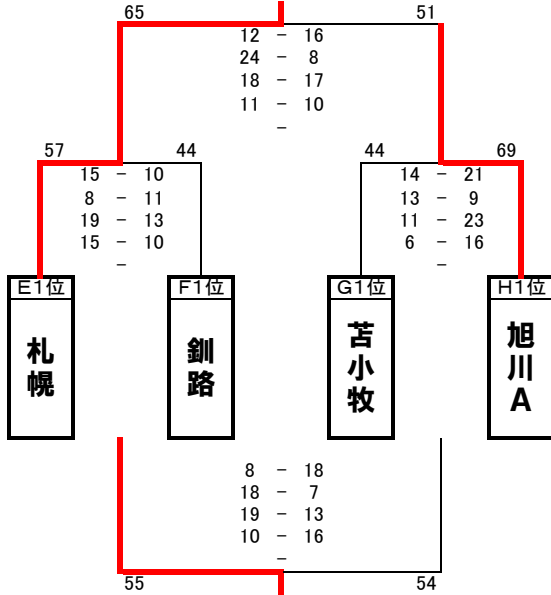 65 51
12 － 16
24 － 8
18 － 17
11 － 10
－
57 44 44 69
15 － 10 14 － 21
8 － 11 13 － 9
19 － 13 11 － 23
15 － 10 6 － 16
－ －
E1位 F1位 G1位 H1位
札幌 釧路 苫小牧 旭川A
8 － 18
18 － 7
19 － 13
10 － 16
－
55 54